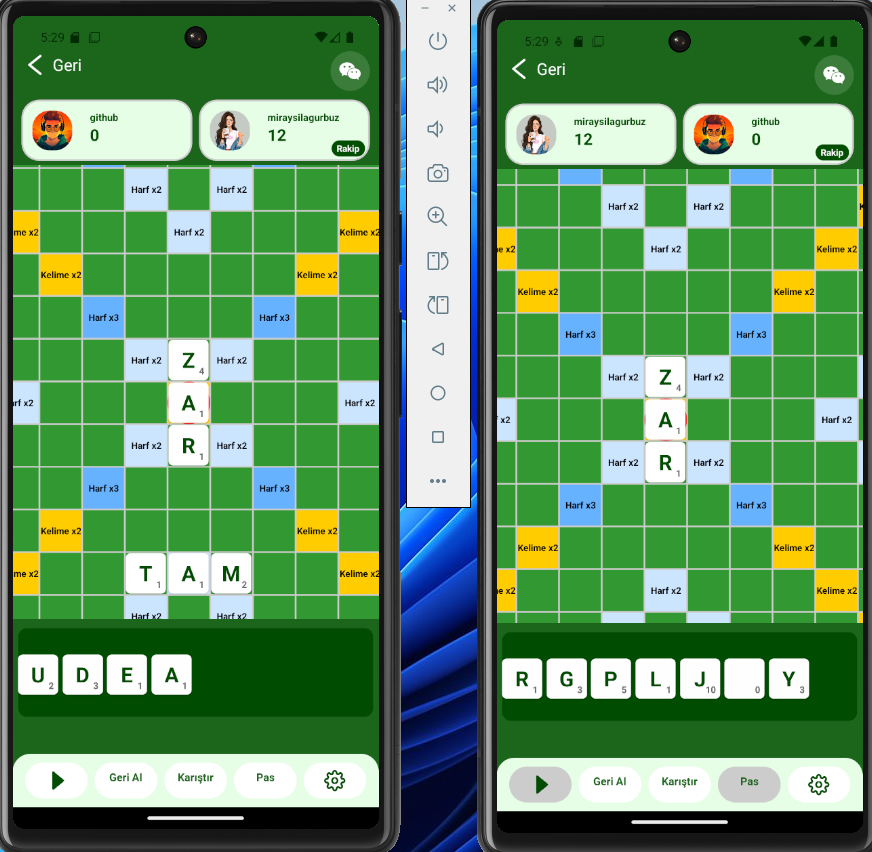 5:29
Geri
github
0
miraysilagurbuz
12
Rakip
Harf x2 Harf x2
me x2 Harf x2 Kelime x2
Kelime x2 Kelime x2
Harf x3 Harf x3
Harf x2 Z 4 Harf x2
rf x2 A 1 Harf x2
Harf x2 R 1 Harf x2
Harf x3 Harf x3
Kelime x2 Kelime x2
me x2 T 1 A 1 M 2 Kelime x2
Harf x2 Harf x2
U 2 D 3 E 1 A 1
Geri Al Karıştır Pas
5:29
Geri
miraysilagurbuz
12
github
0
Rakip
Harf x2 Harf x2 K
e x2 Harf x2 Kelime x2
Kelime x2 Kelime x2
Harf x3 Harf x3
Harf x2 Z 4 Harf x2
x2 A 1 Harf x2
Harf x2 R 1 Harf x2
Harf x3 Harf x3
Kelime x2 Kelime x2
e x2 Harf x2 Kelime x2
R 1 G 3 P 5 L 1 J 10 0 Y 3
Geri Al Karıştır Pas